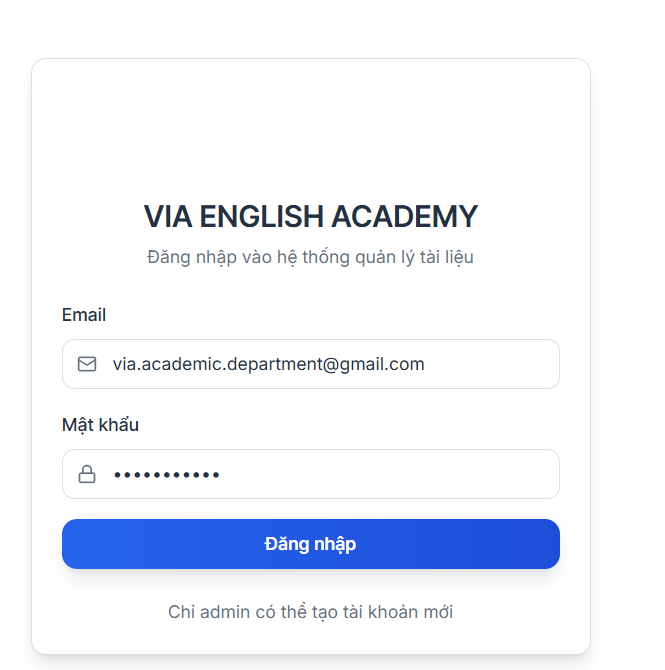 VIA ENGLISH ACADEMY
Đăng nhập vào hệ thống quản lý tài liệu
Email
via.academic.department@gmail.com
Mật khẩu
•••••••••••
Đăng nhập
Chỉ admin có thể tạo tài khoản mới